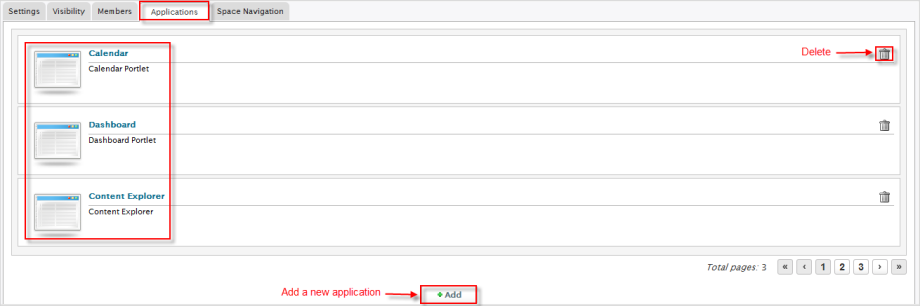 Settings Visibility Members Applications Space Navigation
Calendar
Delete
Calendar Portlet
Dashboard
Dashboard Portlet
Content Explorer
Content Explorer
Total pages: 3 « ‹ 1 2 3 › »
Add a new application
+ Add